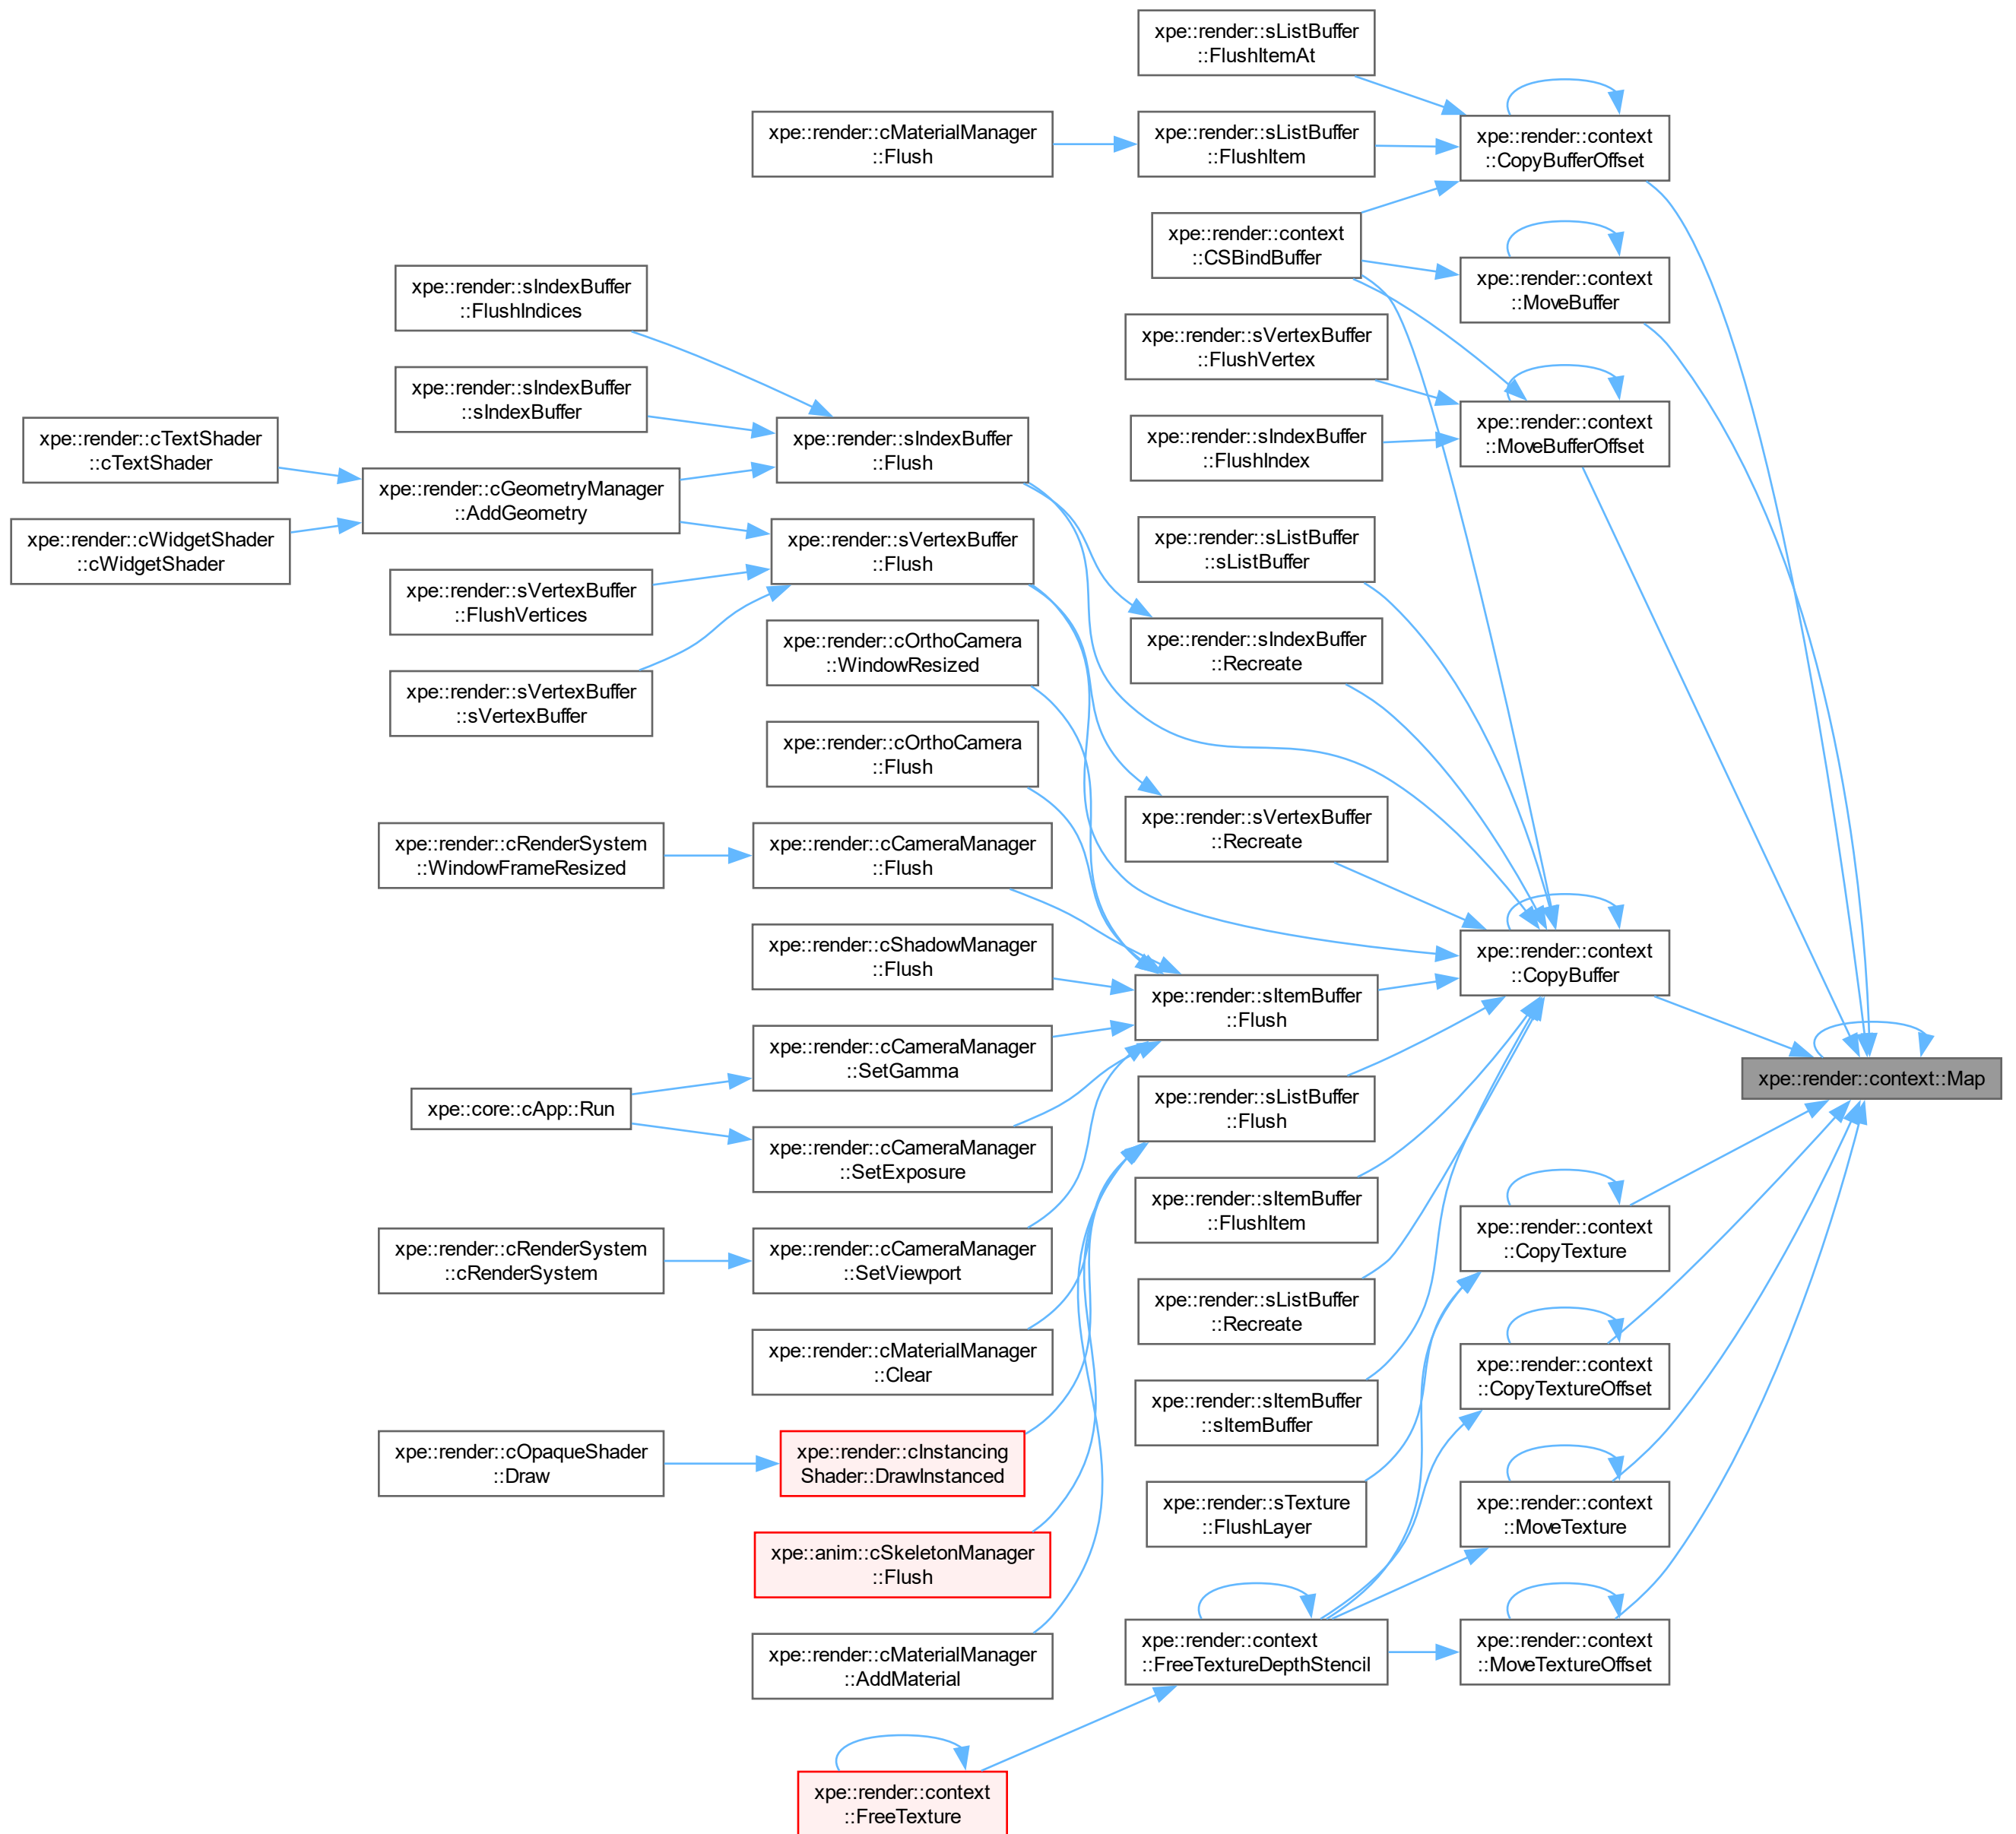 xpe::render::sListBuffer
::FlushItemAt
xpe::render::cMaterialManager
::Flush
xpe::render::sListBuffer
::FlushItem
xpe::render::context
::CopyBufferOffset
xpe::render::context
::CSBindBuffer
xpe::render::context
::MoveBuffer
xpe::render::sIndexBuffer
::FlushIndices
xpe::render::sVertexBuffer
::FlushVertex
xpe::render::sIndexBuffer
::sIndexBuffer
xpe::render::context
::MoveBufferOffset
xpe::render::cTextShader
::cTextShader
xpe::render::sIndexBuffer
::Flush
xpe::render::sIndexBuffer
::FlushIndex
xpe::render::cGeometryManager
::AddGeometry
xpe::render::cWidgetShader
::cWidgetShader
xpe::render::sVertexBuffer
::Flush
xpe::render::sListBuffer
::sListBuffer
xpe::render::sVertexBuffer
::FlushVertices
xpe::render::cOrthoCamera
::WindowResized
xpe::render::sIndexBuffer
::Recreate
xpe::render::sVertexBuffer
::sVertexBuffer
xpe::render::cOrthoCamera
::Flush
xpe::render::cRenderSystem
::WindowFrameResized
xpe::render::cCameraManager
::Flush
xpe::render::sVertexBuffer
::Recreate
xpe::render::cShadowManager
::Flush
xpe::render::context
::CopyBuffer
xpe::render::sItemBuffer
::Flush
xpe::render::cCameraManager
::SetGamma
xpe::render::context::Map
xpe::core::cApp::Run
xpe::render::sListBuffer
::Flush
xpe::render::cCameraManager
::SetExposure
xpe::render::sItemBuffer
::FlushItem
xpe::render::context
::CopyTexture
xpe::render::cRenderSystem
::cRenderSystem
xpe::render::cCameraManager
::SetViewport
xpe::render::sListBuffer
::Recreate
xpe::render::cMaterialManager
::Clear
xpe::render::context
::CopyTextureOffset
xpe::render::sItemBuffer
::sItemBuffer
xpe::render::cOpaqueShader
::Draw
xpe::render::cInstancing
Shader::DrawInstanced
xpe::render::sTexture
::FlushLayer
xpe::render::context
::MoveTexture
xpe::anim::cSkeletonManager
::Flush
xpe::render::context
::FreeTextureDepthStencil
xpe::render::context
::MoveTextureOffset
xpe::render::cMaterialManager
::AddMaterial
xpe::render::context
::FreeTexture